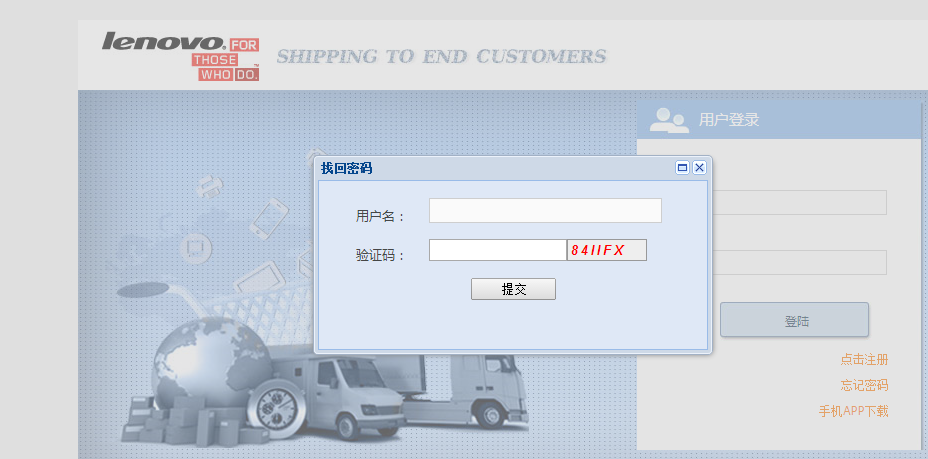 lenovo. FOR
THOSE
WHO DO.™
SHIPPING TO END CUSTOMERS
用户登录
找回密码
用户名：
验证码：
提交
登陆
点击注册
忘记密码
手机APP下载